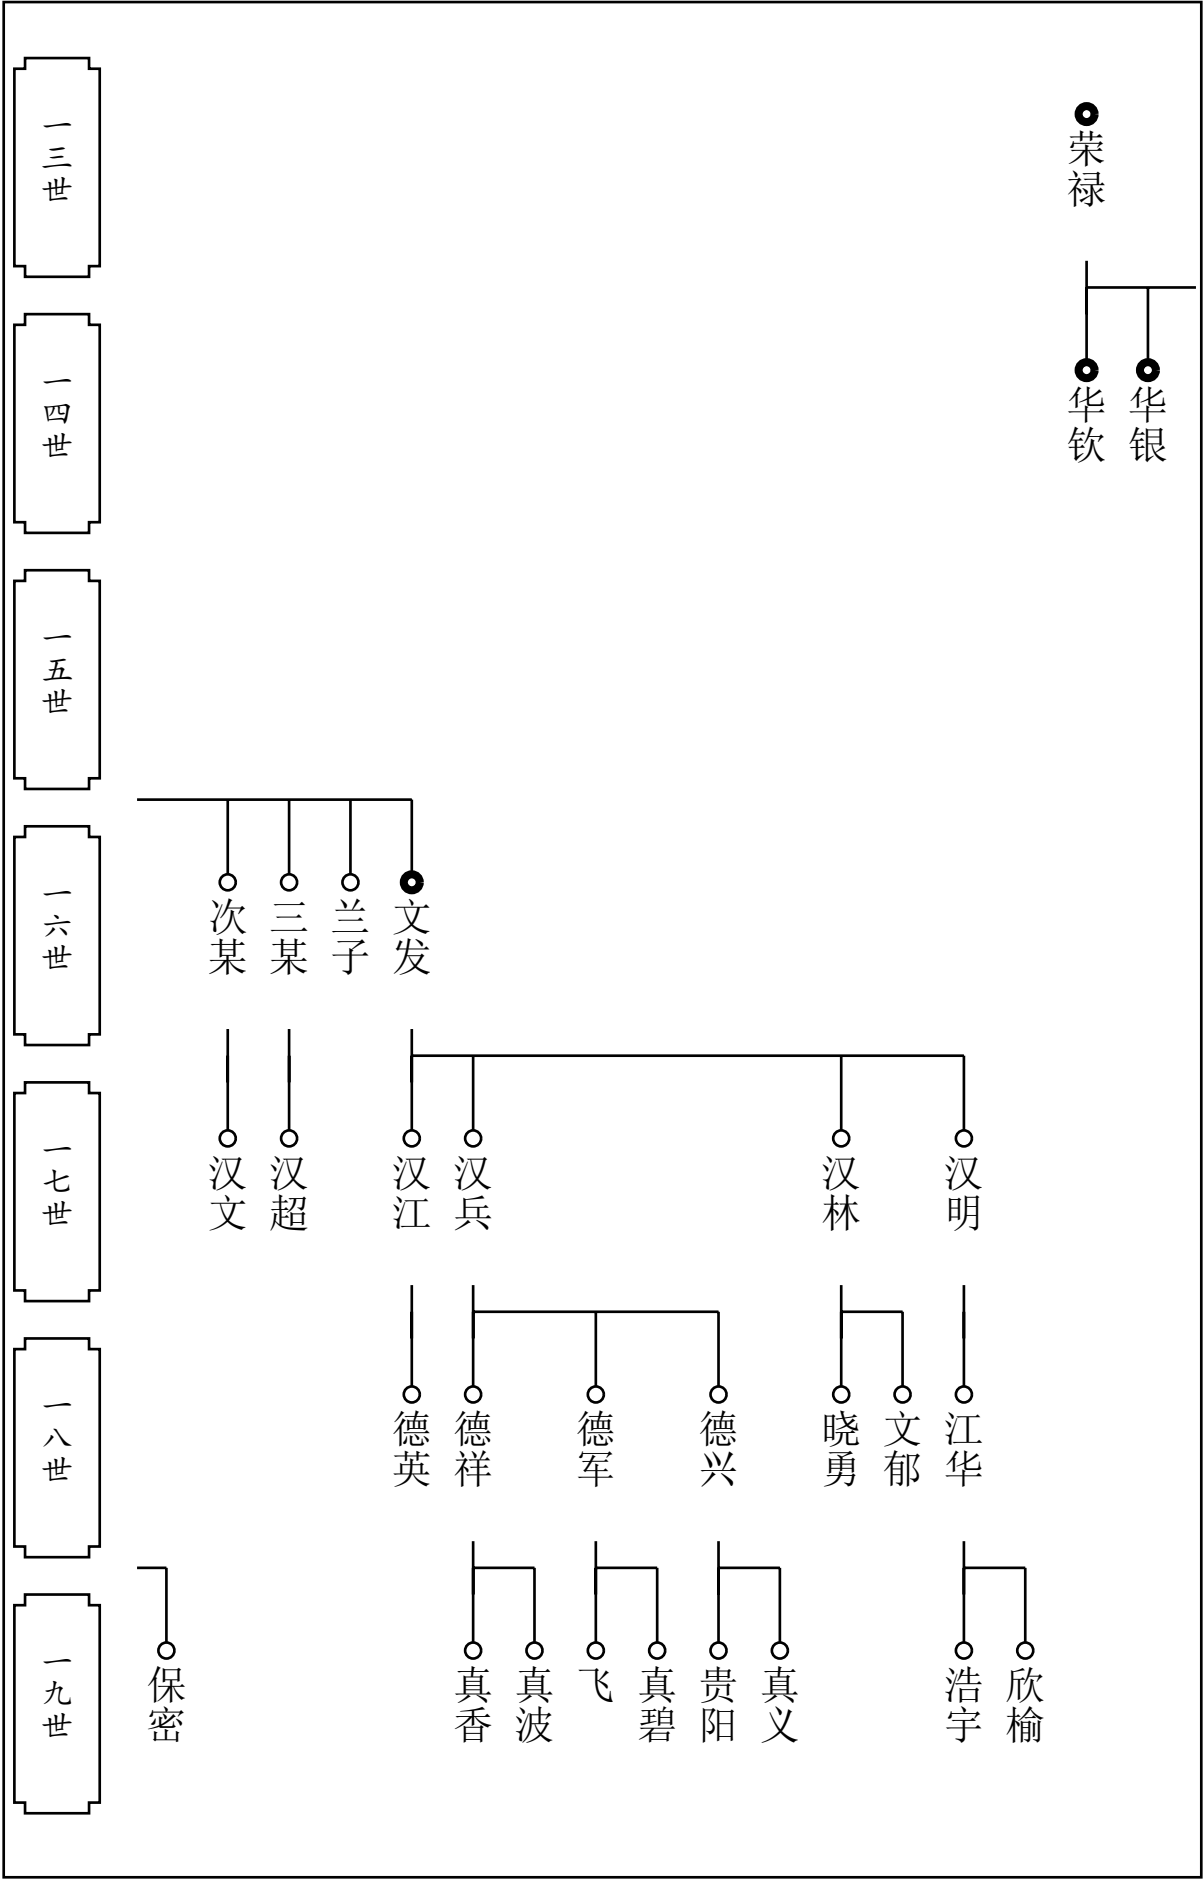 一三世
荣禄
一四世
华钦
华银
一五世
一六世
次某
三某
兰子
文发
一七世
汉文
汉超
汉江
汉兵
汉林
汉明
一八世
德英
德祥
德军
德兴
晓勇
文郁
江华
一九世
保密
真香
真波
飞
真碧
贵阳
真义
浩宇
欣榆